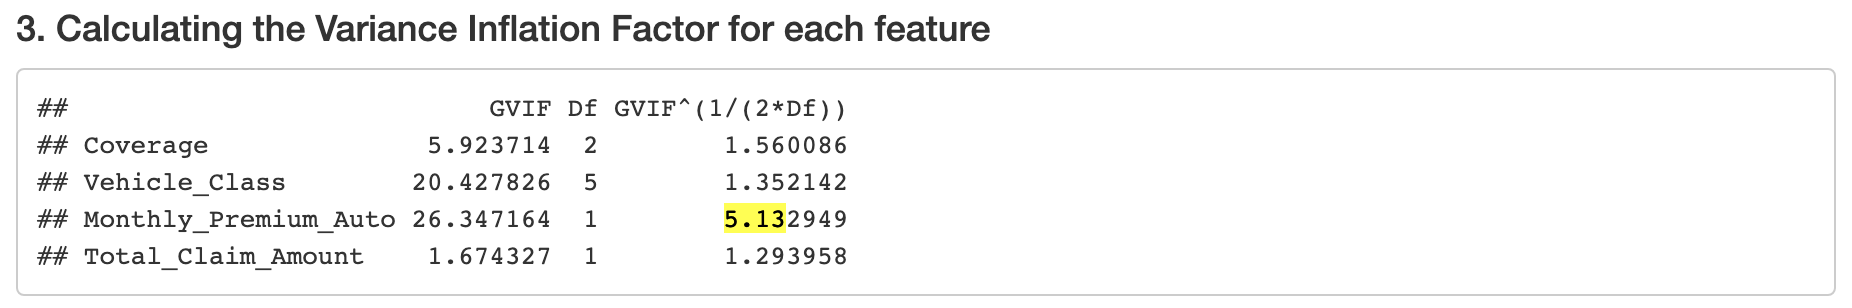 3. Calculating the Variance Inflation Factor for each feature
##                          GVIF Df GVIF^(1/(2*Df))
## Coverage              5.923714  2        1.560086
## Vehicle_Class        20.427826  5        1.352142
## Monthly_Premium_Auto 26.347164  1        5.132949
## Total_Claim_Amount    1.674327  1        1.293958